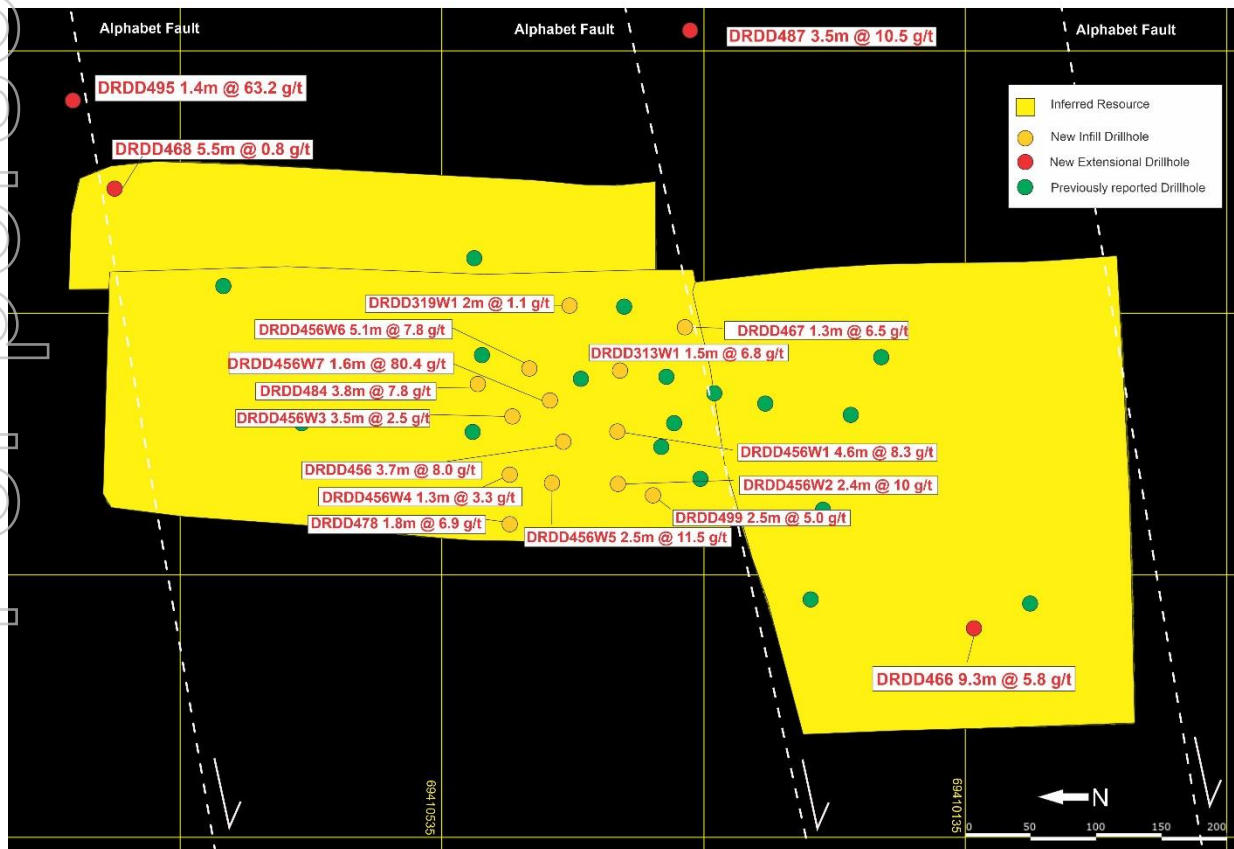 Alphabet Fault
Alphabet Fault
Alphabet Fault
DRDD487 3.5m @ 10.5 g/t
DRDD495 1.4m @ 63.2 g/t
DRDD468 5.5m @ 0.8 g/t
Inferred Resource
New Infill Drillhole
New Extensional Drillhole
Previously reported Drillhole
DRDD319W1 2m @ 1.1 g/t
DRDD456W6 5.1m @ 7.8 g/t
DRDD467 1.3m @ 6.5 g/t
DRDD313W1 1.5m @ 6.8 g/t
DRDD456W7 1.6m @ 80.4 g/t
DRDD484 3.8m @ 7.8 g/t
DRDD456W3 3.5m @ 2.5 g/t
DRDD456W1 4.6m @ 8.3 g/t
DRDD456 3.7m @ 8.0 g/t
DRDD456W2 2.4m @ 10 g/t
DRDD456W4 1.3m @ 3.3 g/t
DRDD499 2.5m @ 5.0 g/t
DRDD478 1.8m @ 6.9 g/t
DRDD456W5 2.5m @ 11.5 g/t
DRDD466 9.3m @ 5.8 g/t
69410535
69410135
N
0 50 100 150 200